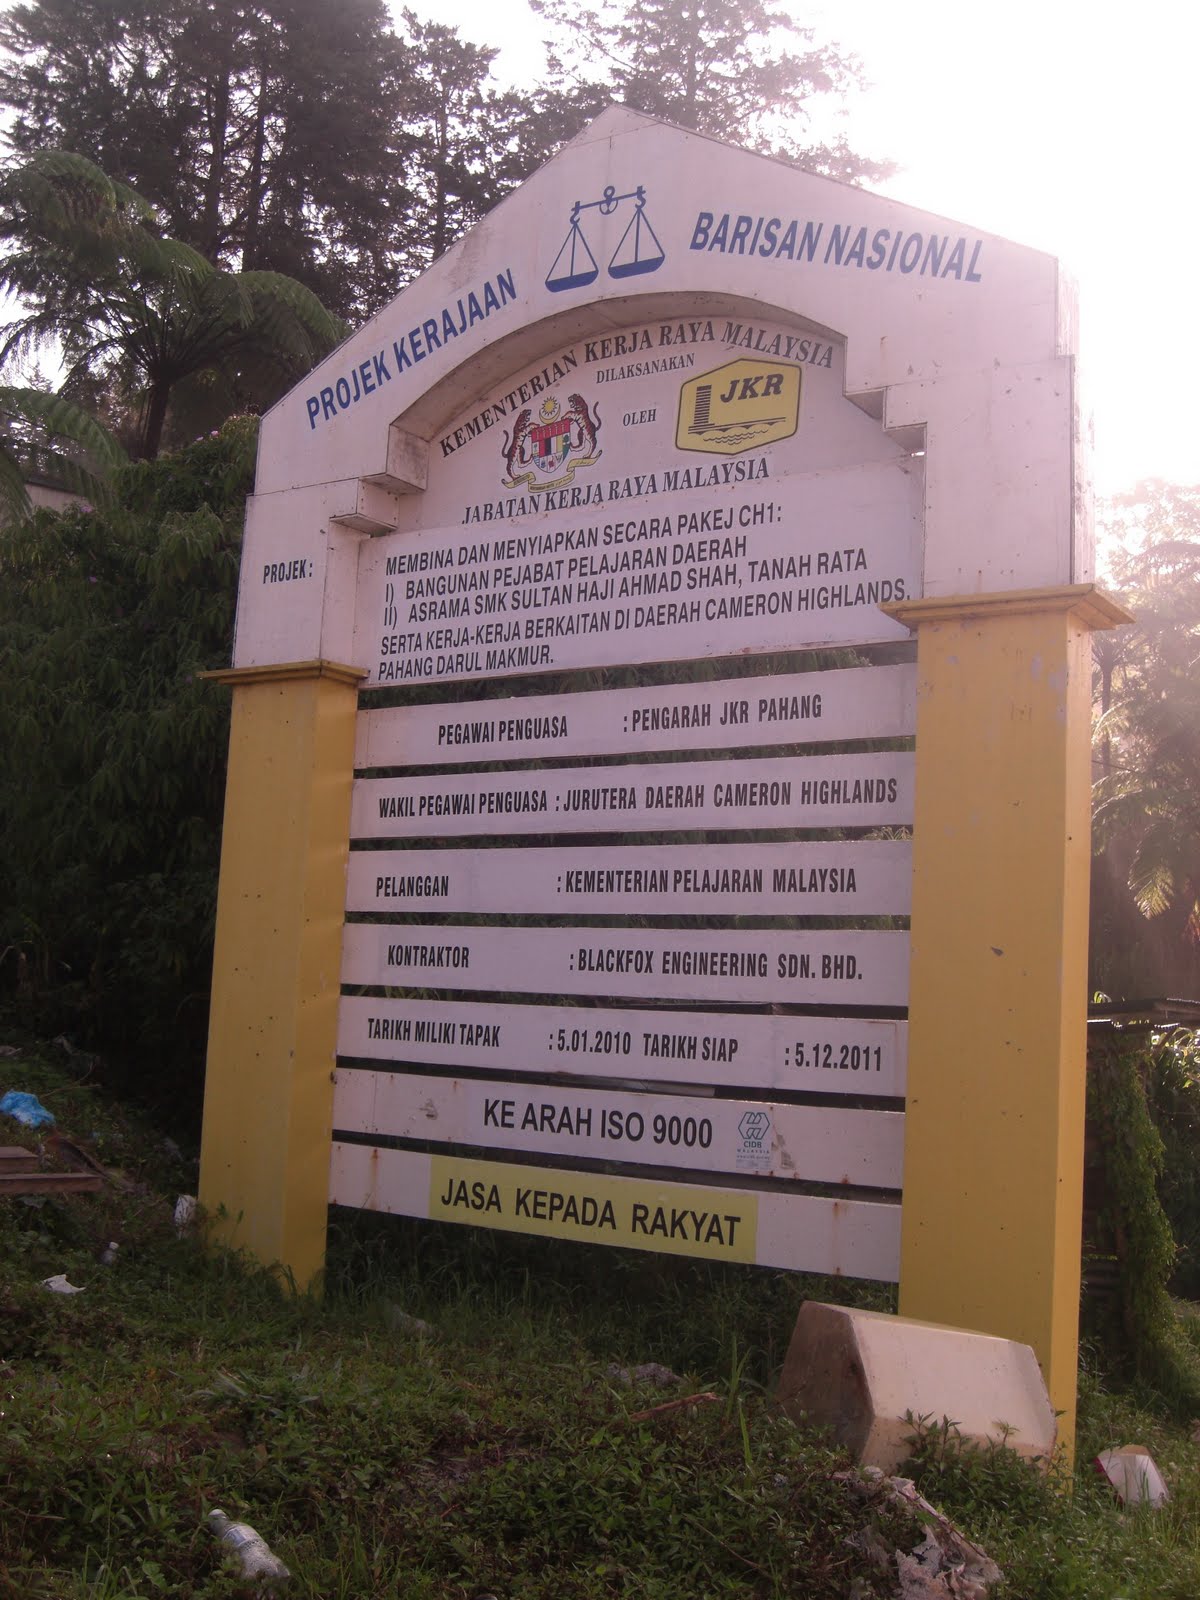 PROJEK KERAJAAN BARISAN NASIONAL
KEMENTERIAN KERJA RAYA MALAYSIA
DILAKSANAKAN
OLEH
JKR
JABATAN KERJA RAYA MALAYSIA
PROJEK :
MEMBINA DAN MENYIAPKAN SECARA PAKEJ CH1:
I) BANGUNAN PEJABAT PELAJARAN DAERAH
II) ASRAMA SMK SULTAN HAJI AHMAD SHAH, TANAH RATA
SERTA KERJA-KERJA BERKAITAN DI DAERAH CAMERON HIGHLANDS,
PAHANG DARUL MAKMUR.
PEGAWAI PENGUASA : PENGARAH JKR PAHANG
WAKIL PEGAWAI PENGUASA : JURUTERA DAERAH CAMERON HIGHLANDS
PELANGGAN : KEMENTERIAN PELAJARAN MALAYSIA
KONTRAKTOR : BLACKFOX ENGINEERING SDN. BHD.
TARIKH MILIKI TAPAK : 5.01.2010 TARIKH SIAP : 5.12.2011
KE ARAH ISO 9000
CIDB
MALAYSIA
JASA KEPADA RAKYAT